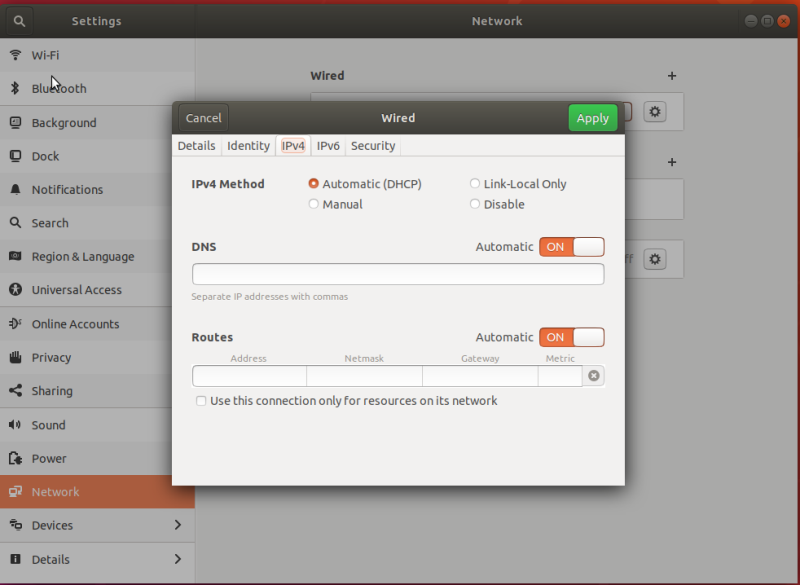 Settings
Network
Wi-Fi
Bluetooth
Background
Dock
Notifications
Search
Region & Language
Universal Access
Online Accounts
Privacy
Sharing
Sound
Power
Network
Devices
Details
Wired
Cancel
Wired
Apply
Details Identity IPv4 IPv6 Security
IPv4 Method
Automatic (DHCP)
Link-Local Only
Manual
Disable
DNS
Automatic ON
Separate IP addresses with commas
Routes
Automatic ON
Address Netmask Gateway Metric
Use this connection only for resources on its network